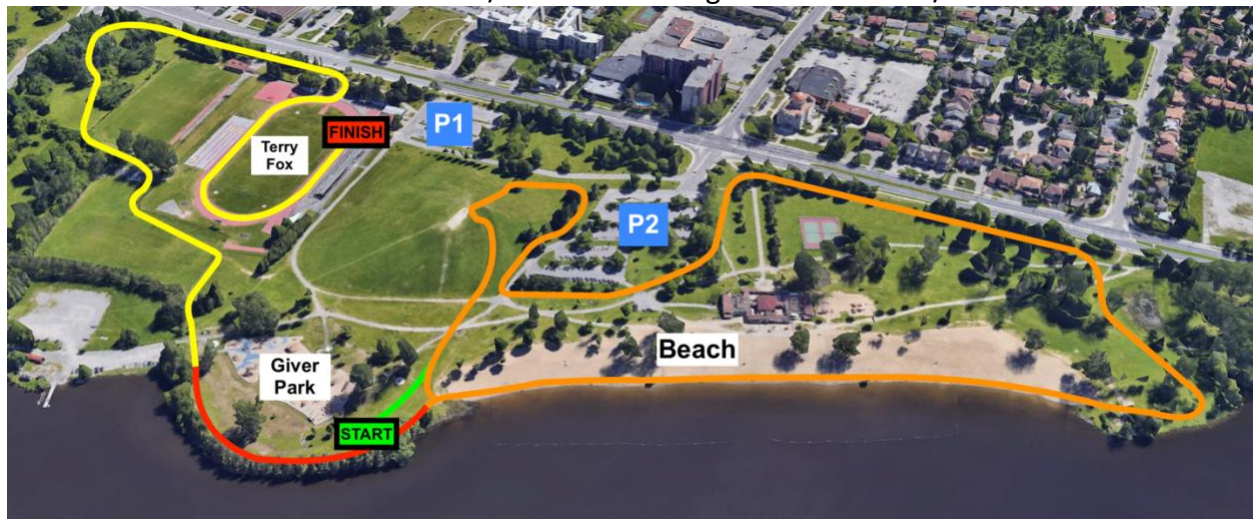 Terry
Fox
FINISH
P1
P2
Giver
Park
START
Beach